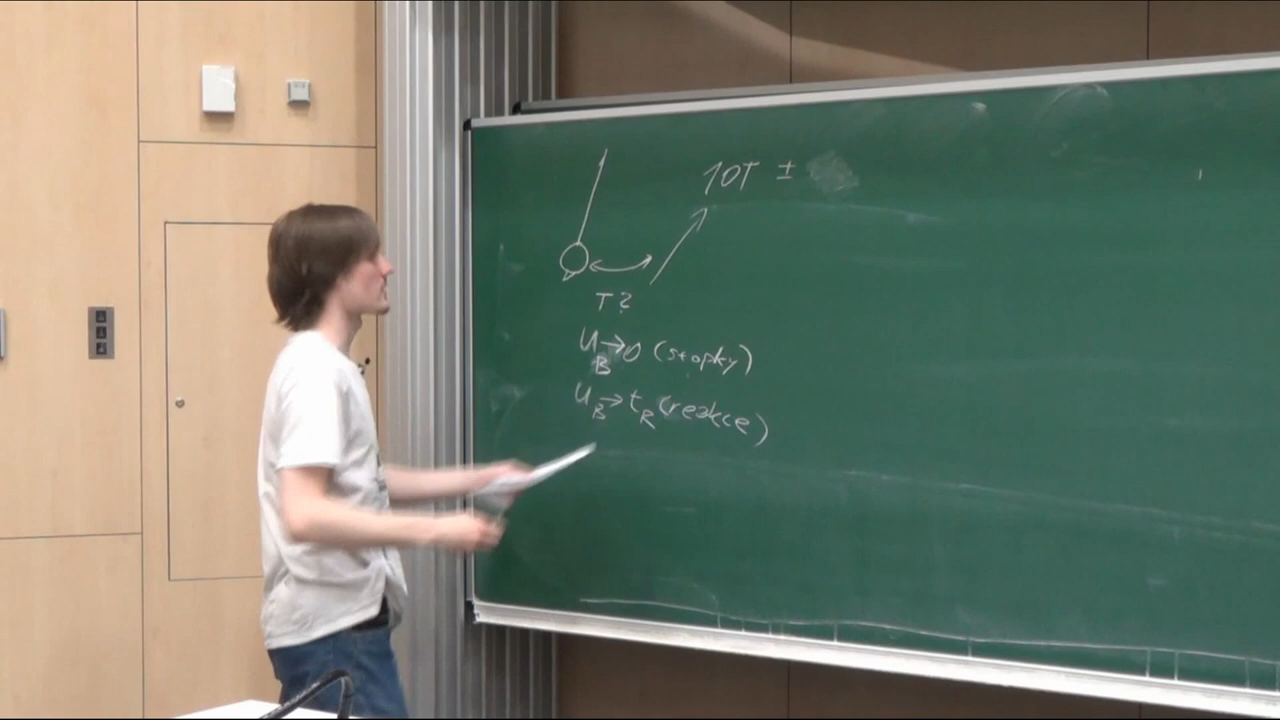 10T ±
T?
u_B → 0 (stopky)
u_B → t_R (reakce)